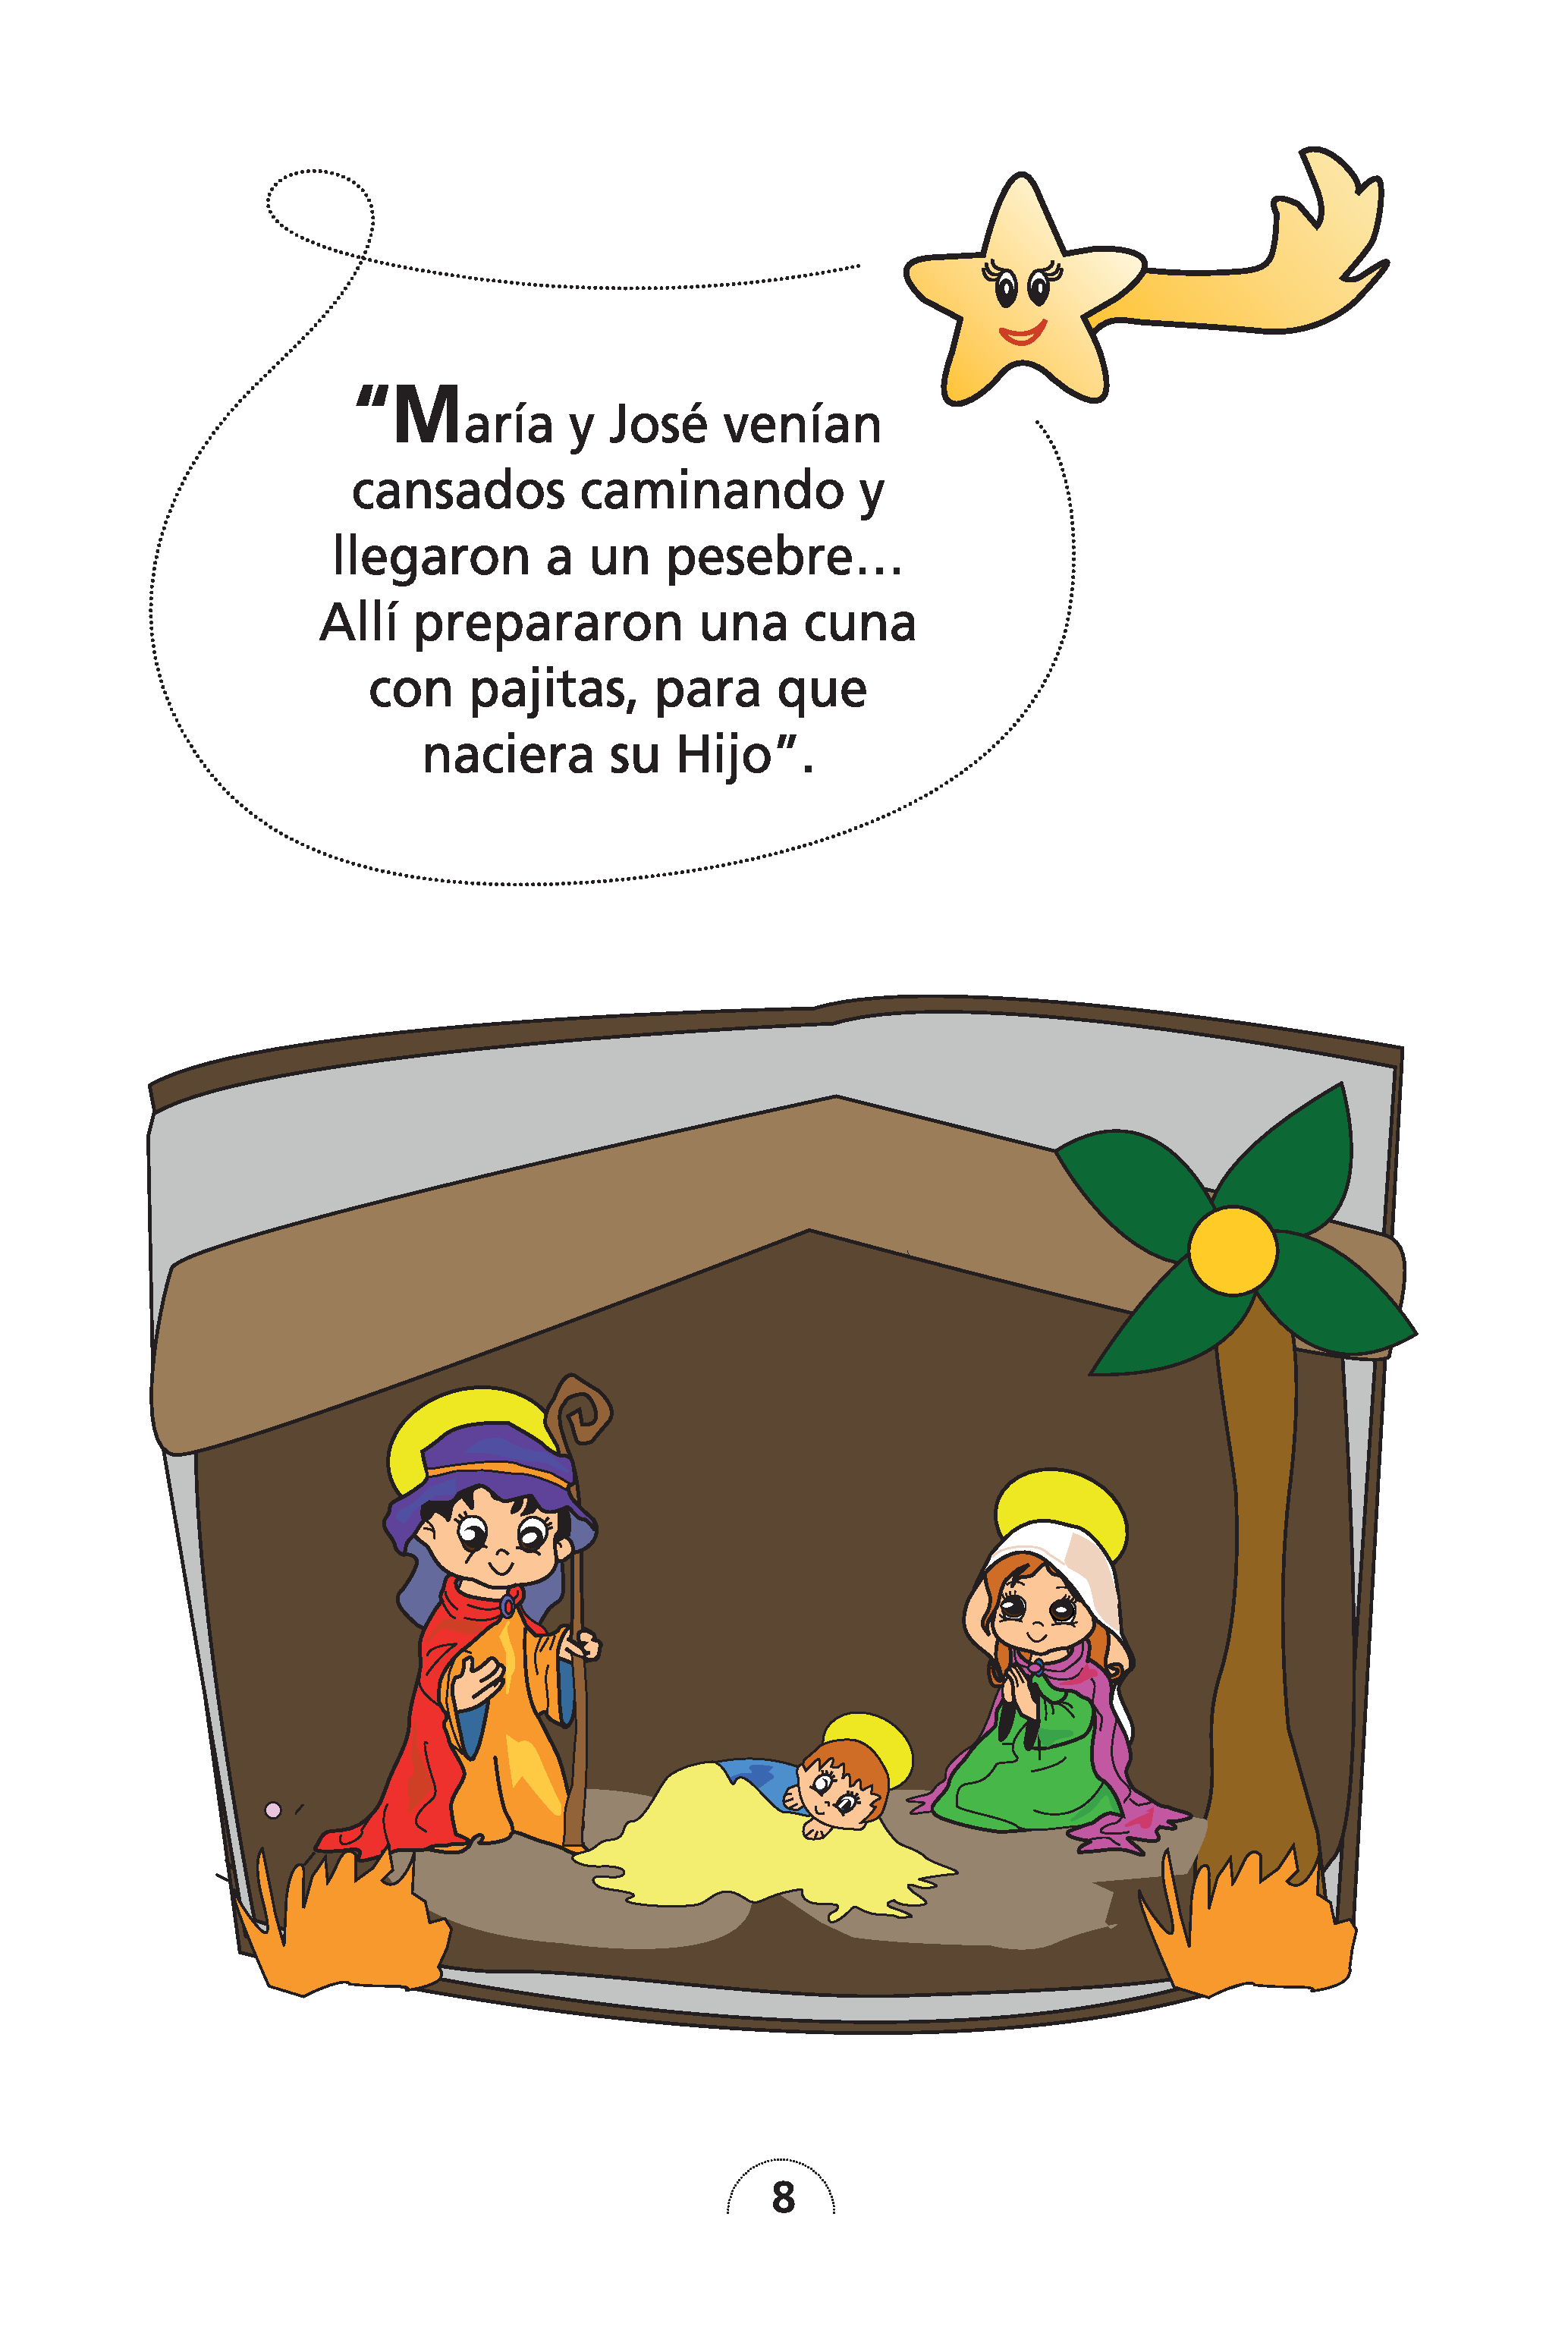 “María y José venían
cansados caminando y
llegaron a un pesebre...
Allí prepararon una cuna
con pajitas, para que
naciera su Hijo”.
8